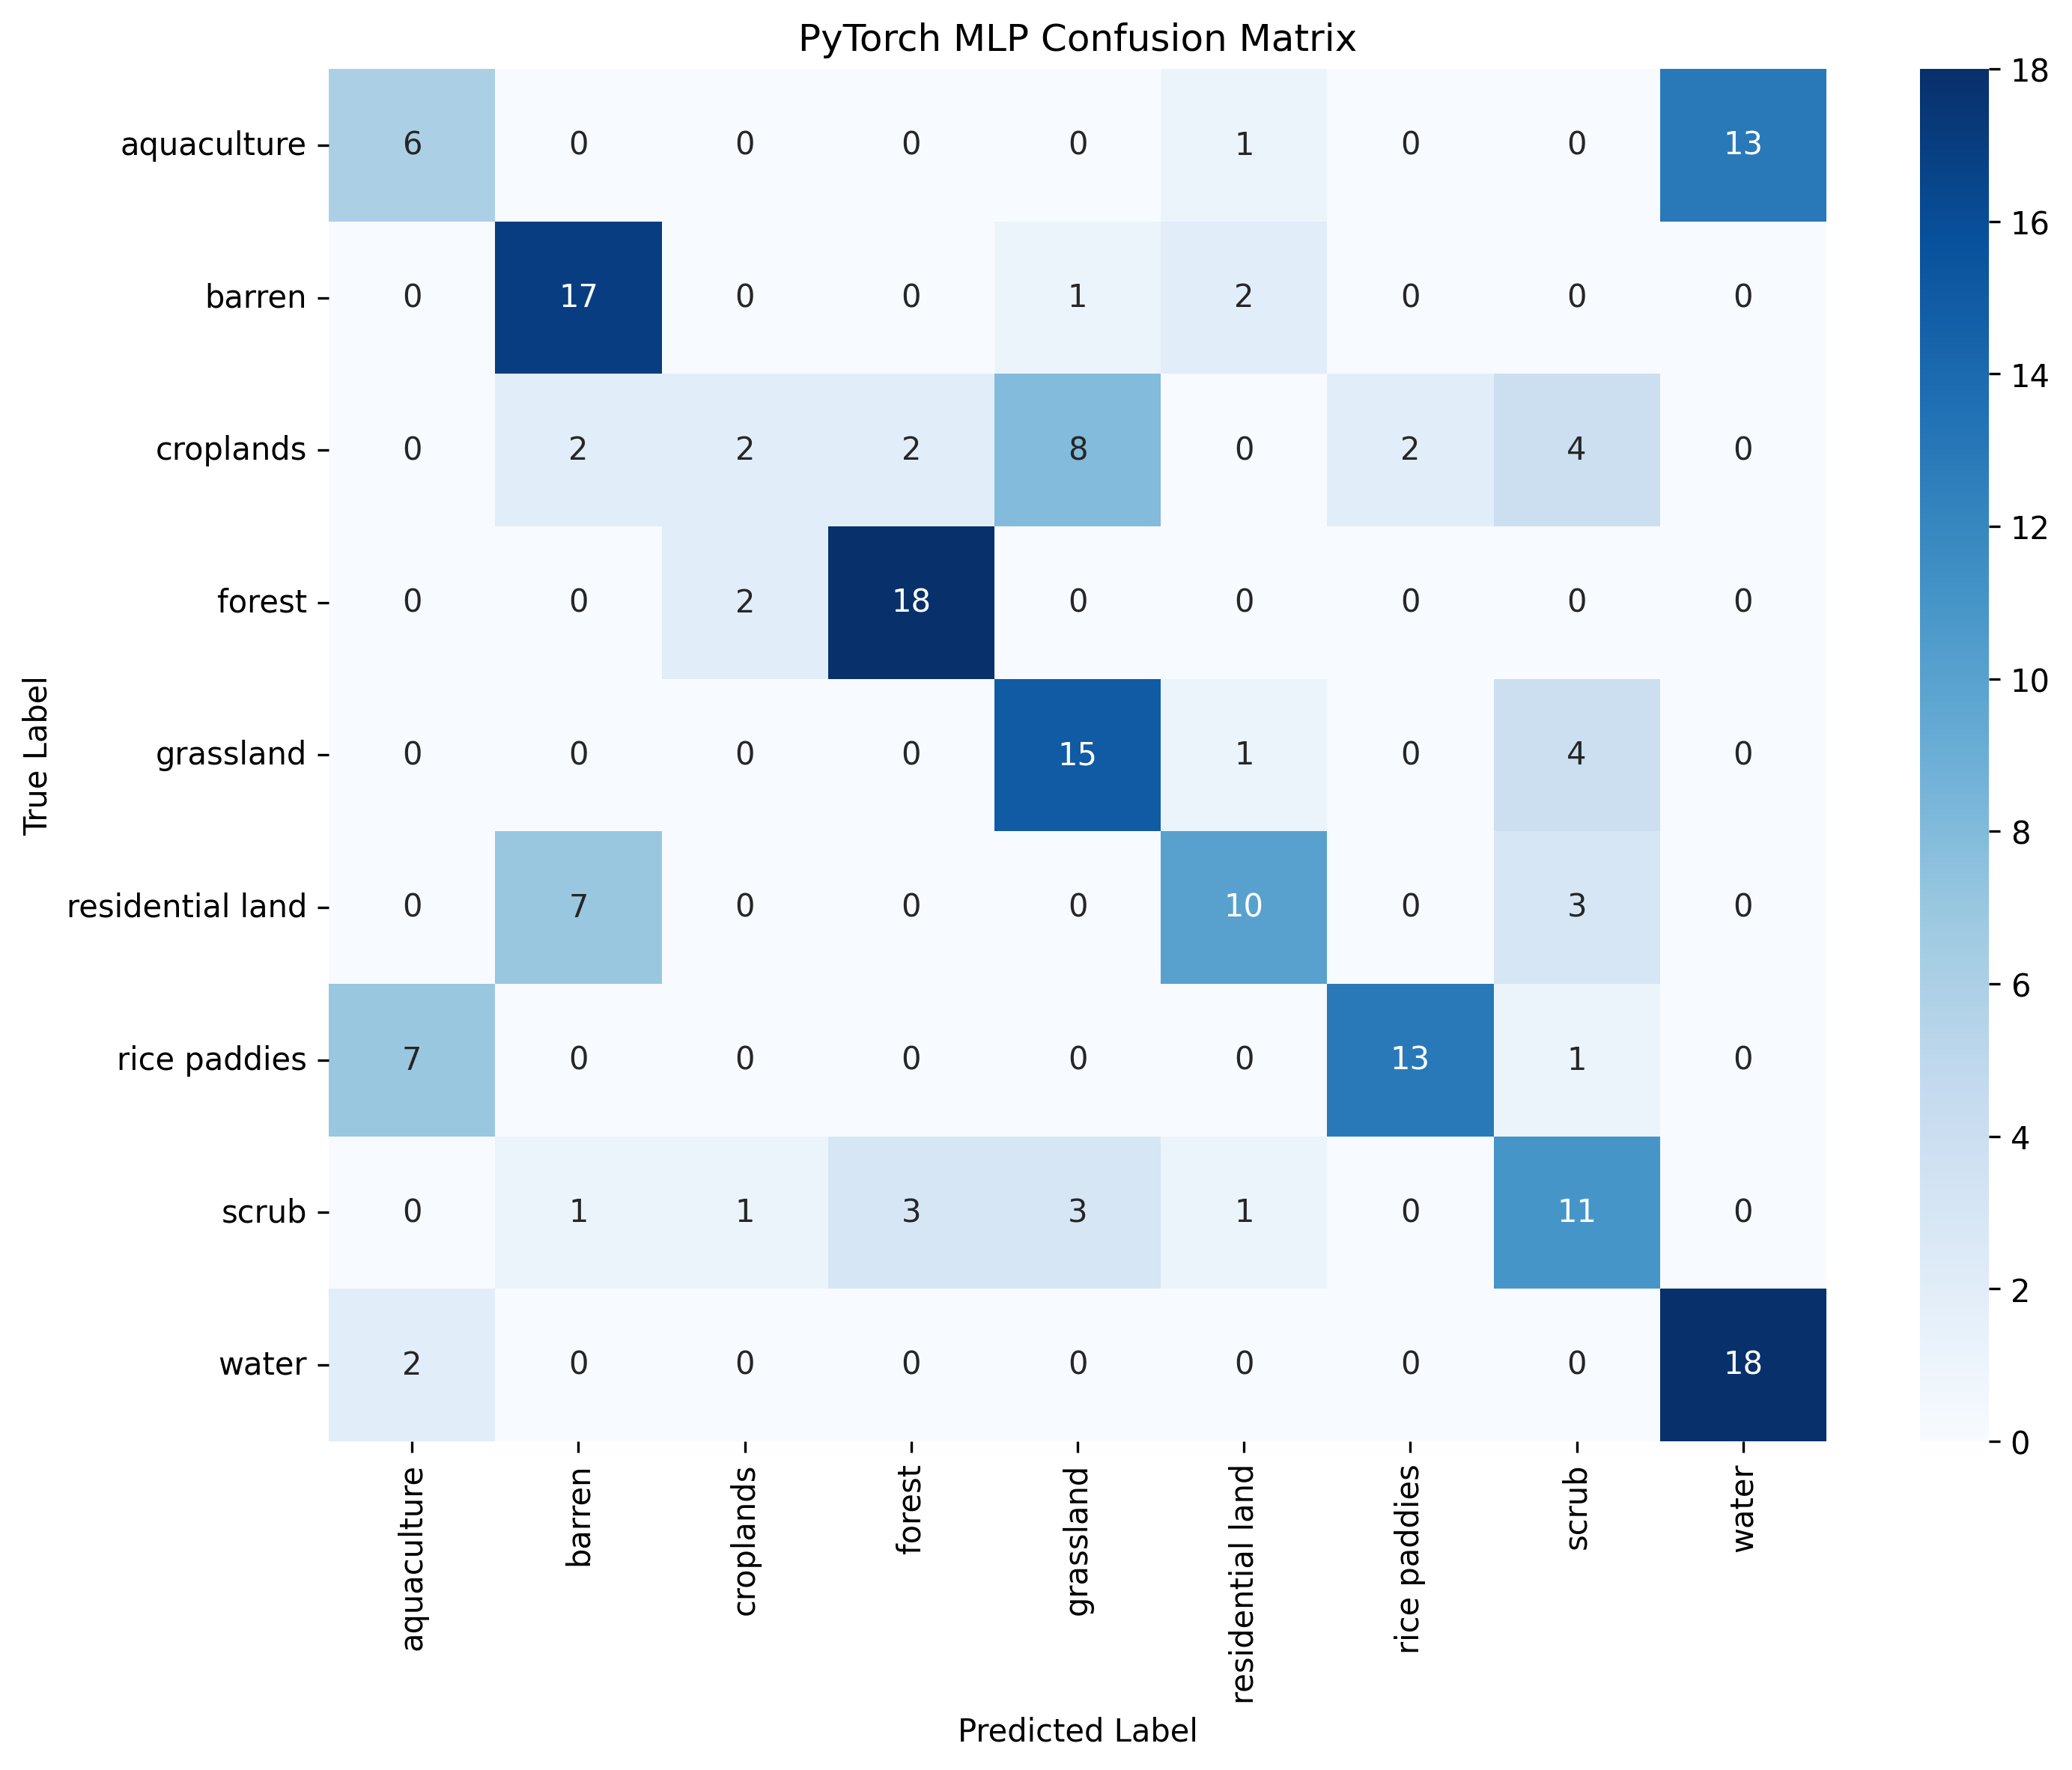 PyTorch MLP Confusion Matrix
True Label
aquaculture 6 0 0 0 0 1 0 0 13
barren 0 17 0 0 1 2 0 0 0
croplands 0 2 2 2 8 0 2 4 0
forest 0 0 2 18 0 0 0 0 0
grassland 0 0 0 0 15 1 0 4 0
residential land 0 7 0 0 0 10 0 3 0
rice paddies 7 0 0 0 0 0 13 1 0
scrub 0 1 1 3 3 1 0 11 0
water 2 0 0 0 0 0 0 0 18
aquaculture
barren
croplands
forest
grassland
residential land
rice paddies
scrub
water
Predicted Label
18
16
14
12
10
8
6
4
2
0